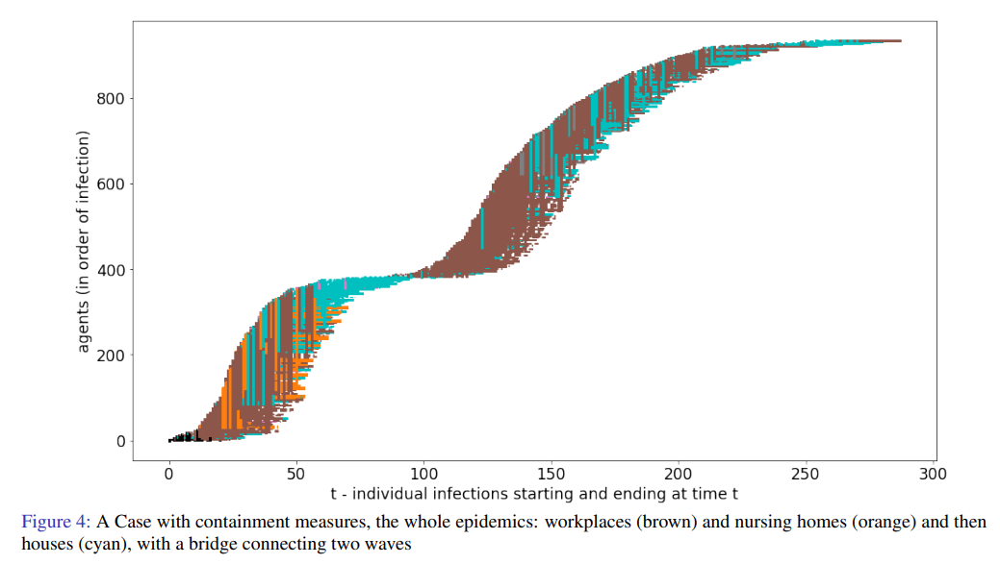 800
600
400
200
0
agents (in order of infection)
0 50 100 150 200 250 300
t - individual infections starting and ending at time t
Figure 4: A Case with containment measures, the whole epidemics: workplaces (brown) and nursing homes (orange) and then
houses (cyan), with a bridge connecting two waves